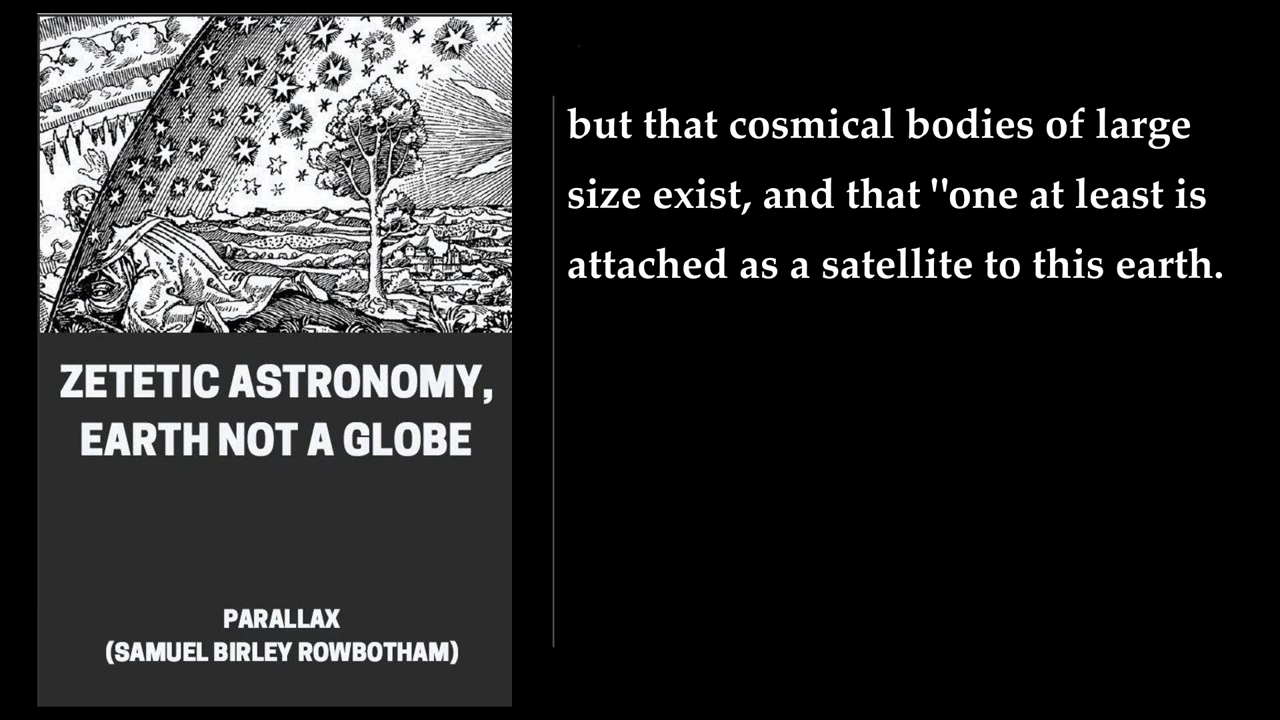 ZETETIC ASTRONOMY,
EARTH NOT A GLOBE
PARALLAX
(SAMUEL BIRLEY ROWBOTHAM)
but that cosmical bodies of large
size exist, and that "one at least is
attached as a satellite to this earth.